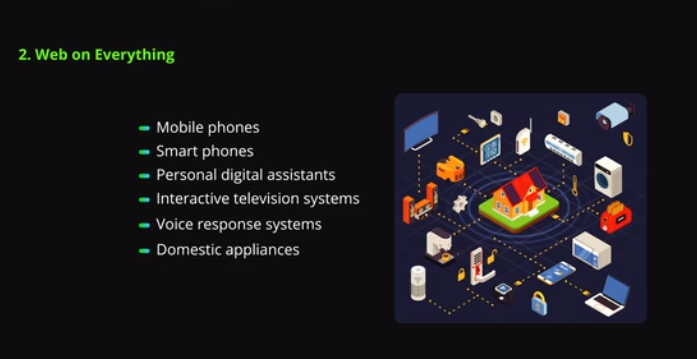 2. Web on Everything
Mobile phones
Smart phones
Personal digital assistants
Interactive television systems
Voice response systems
Domestic appliances